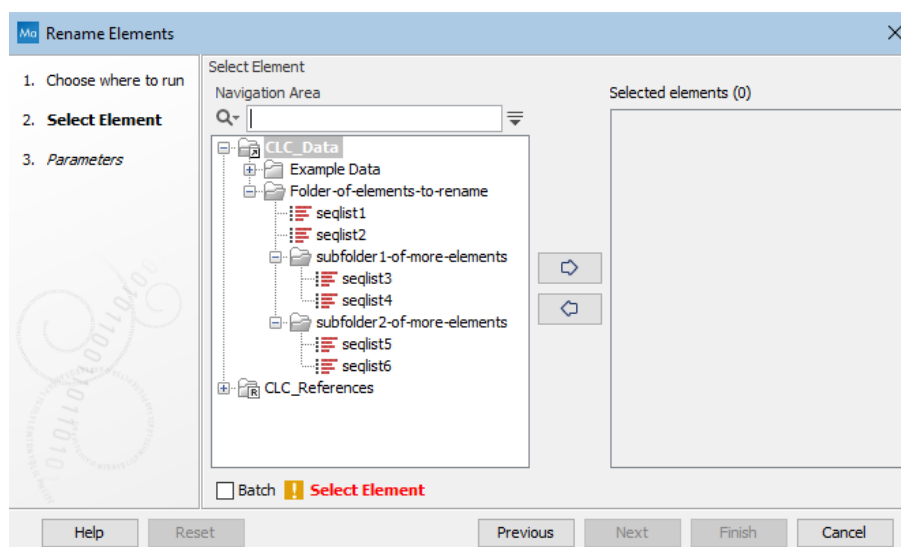 Ma Rename Elements
1. Choose where to run
2. Select Element
3. Parameters
Select Element
Navigation Area
CLC_Data
Example Data
Folder-of-elements-to-rename
seqlist1
seqlist2
subfolder1-of-more-elements
seqlist3
seqlist4
subfolder2-of-more-elements
seqlist5
seqlist6
R CLC_References
Selected elements (0)
Batch ! Select Element
Help Reset Previous Next Finish Cancel